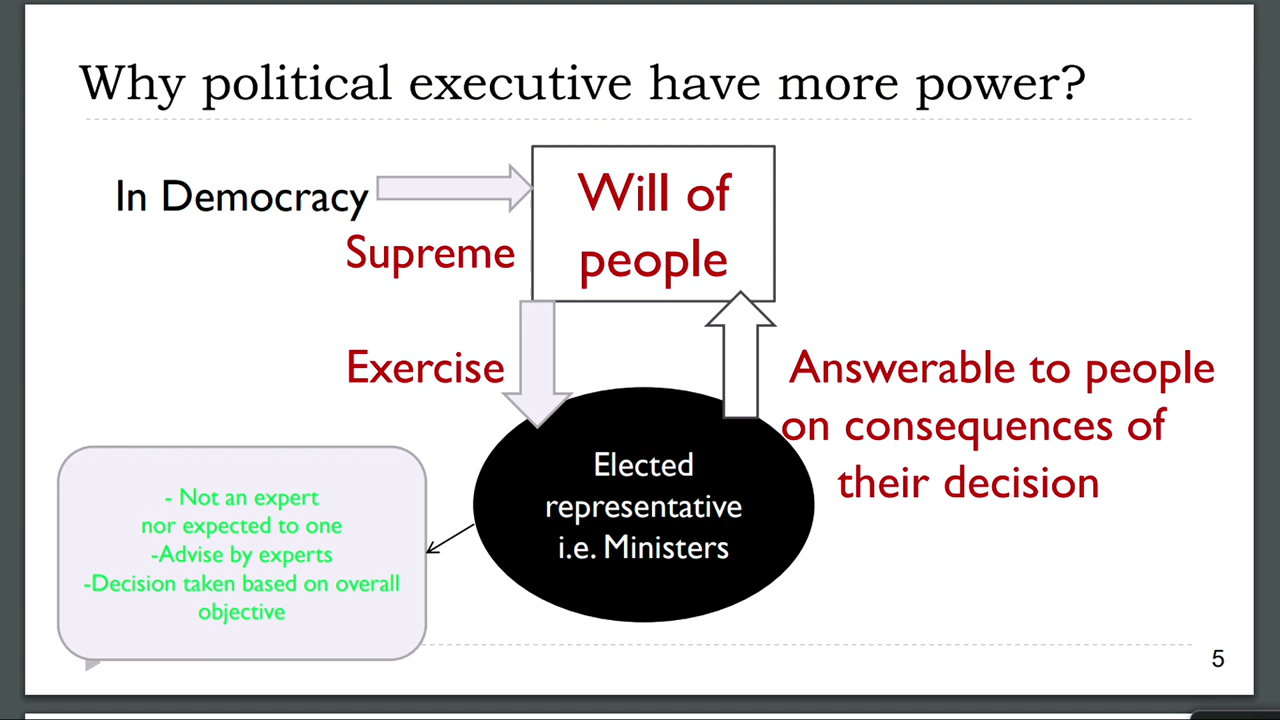 Why political executive have more power?
In Democracy
Will of
people
Supreme
Exercise
Answerable to people
on consequences of
their decision
Elected
representative
i.e. Ministers
- Not an expert
nor expected to one
-Advise by experts
-Decision taken based on overall
objective
5